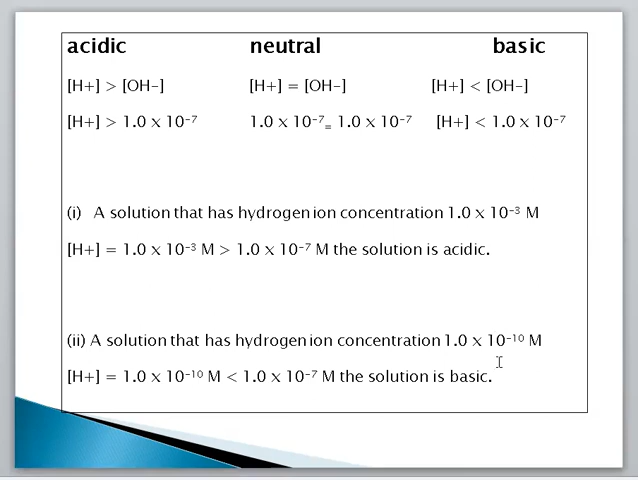 acidic neutral basic
[H+] > [OH–] [H+] = [OH–] [H+] < [OH–]
[H+] > 1.0 x 10⁻⁷ 1.0 x 10⁻⁷₌ 1.0 x 10⁻⁷ [H+] < 1.0 x 10⁻⁷
(i) A solution that has hydrogen ion concentration 1.0 x 10⁻³ M
[H+] = 1.0 x 10⁻³ M > 1.0 x 10⁻⁷ M the solution is acidic.
(ii) A solution that has hydrogen ion concentration 1.0 x 10⁻¹⁰ M
[H+] = 1.0 x 10⁻¹⁰ M < 1.0 x 10⁻⁷ M the solution is basic.